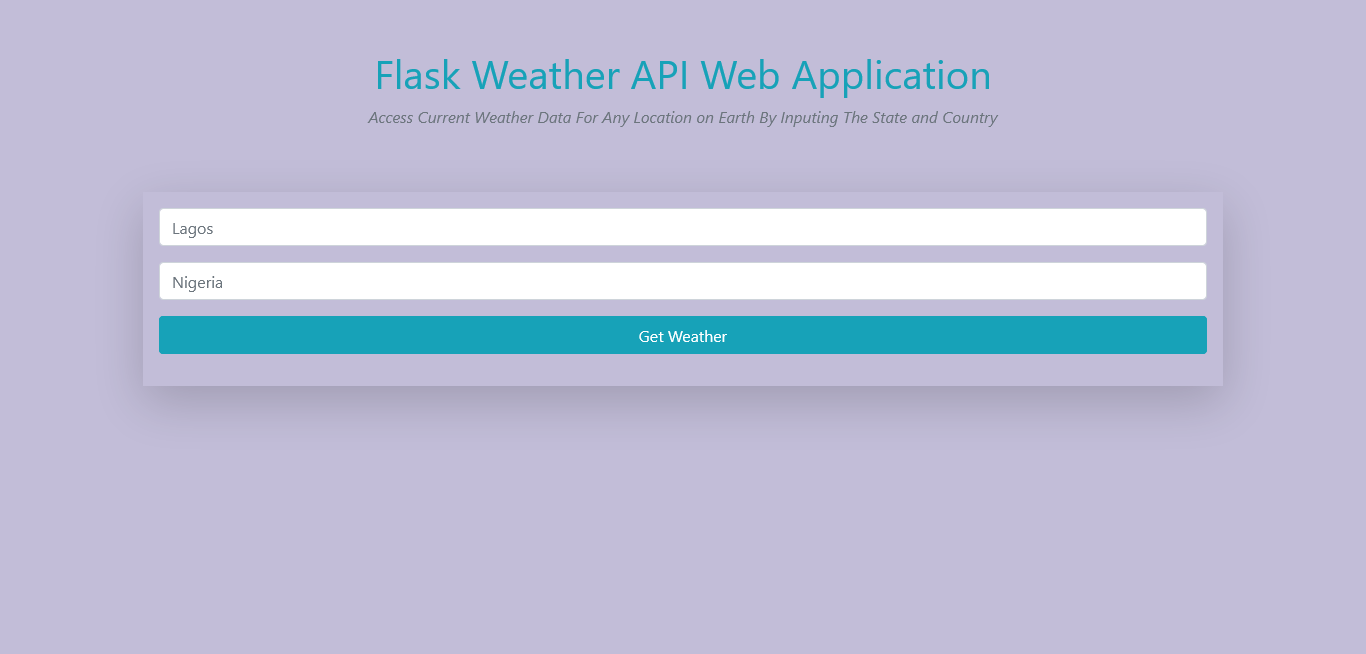 Flask Weather API Web Application
Access Current Weather Data For Any Location on Earth By Inputing The State and Country
Lagos
Nigeria
Get Weather